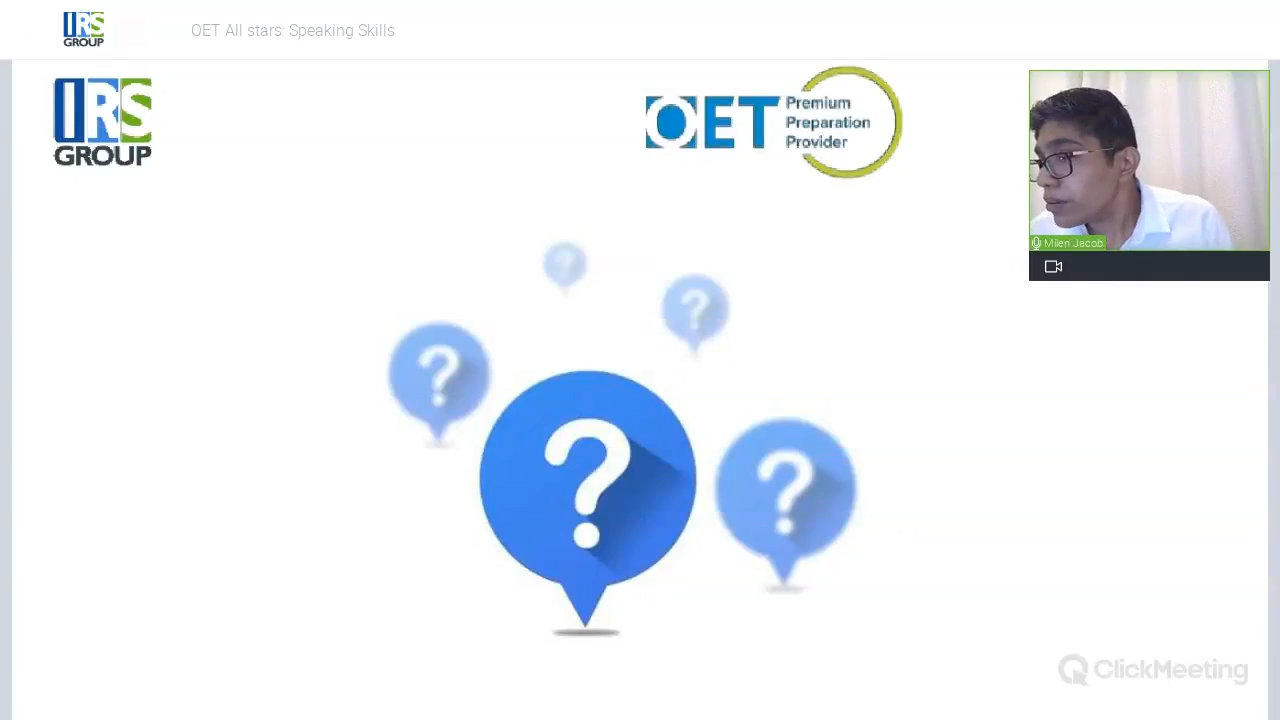 IRS
GROUP
OET All stars: Speaking Skills
IRS
GROUP
OET
Premium
Preparation
Provider
Milen Jacob
?
?
?
?
?
ClickMeeting